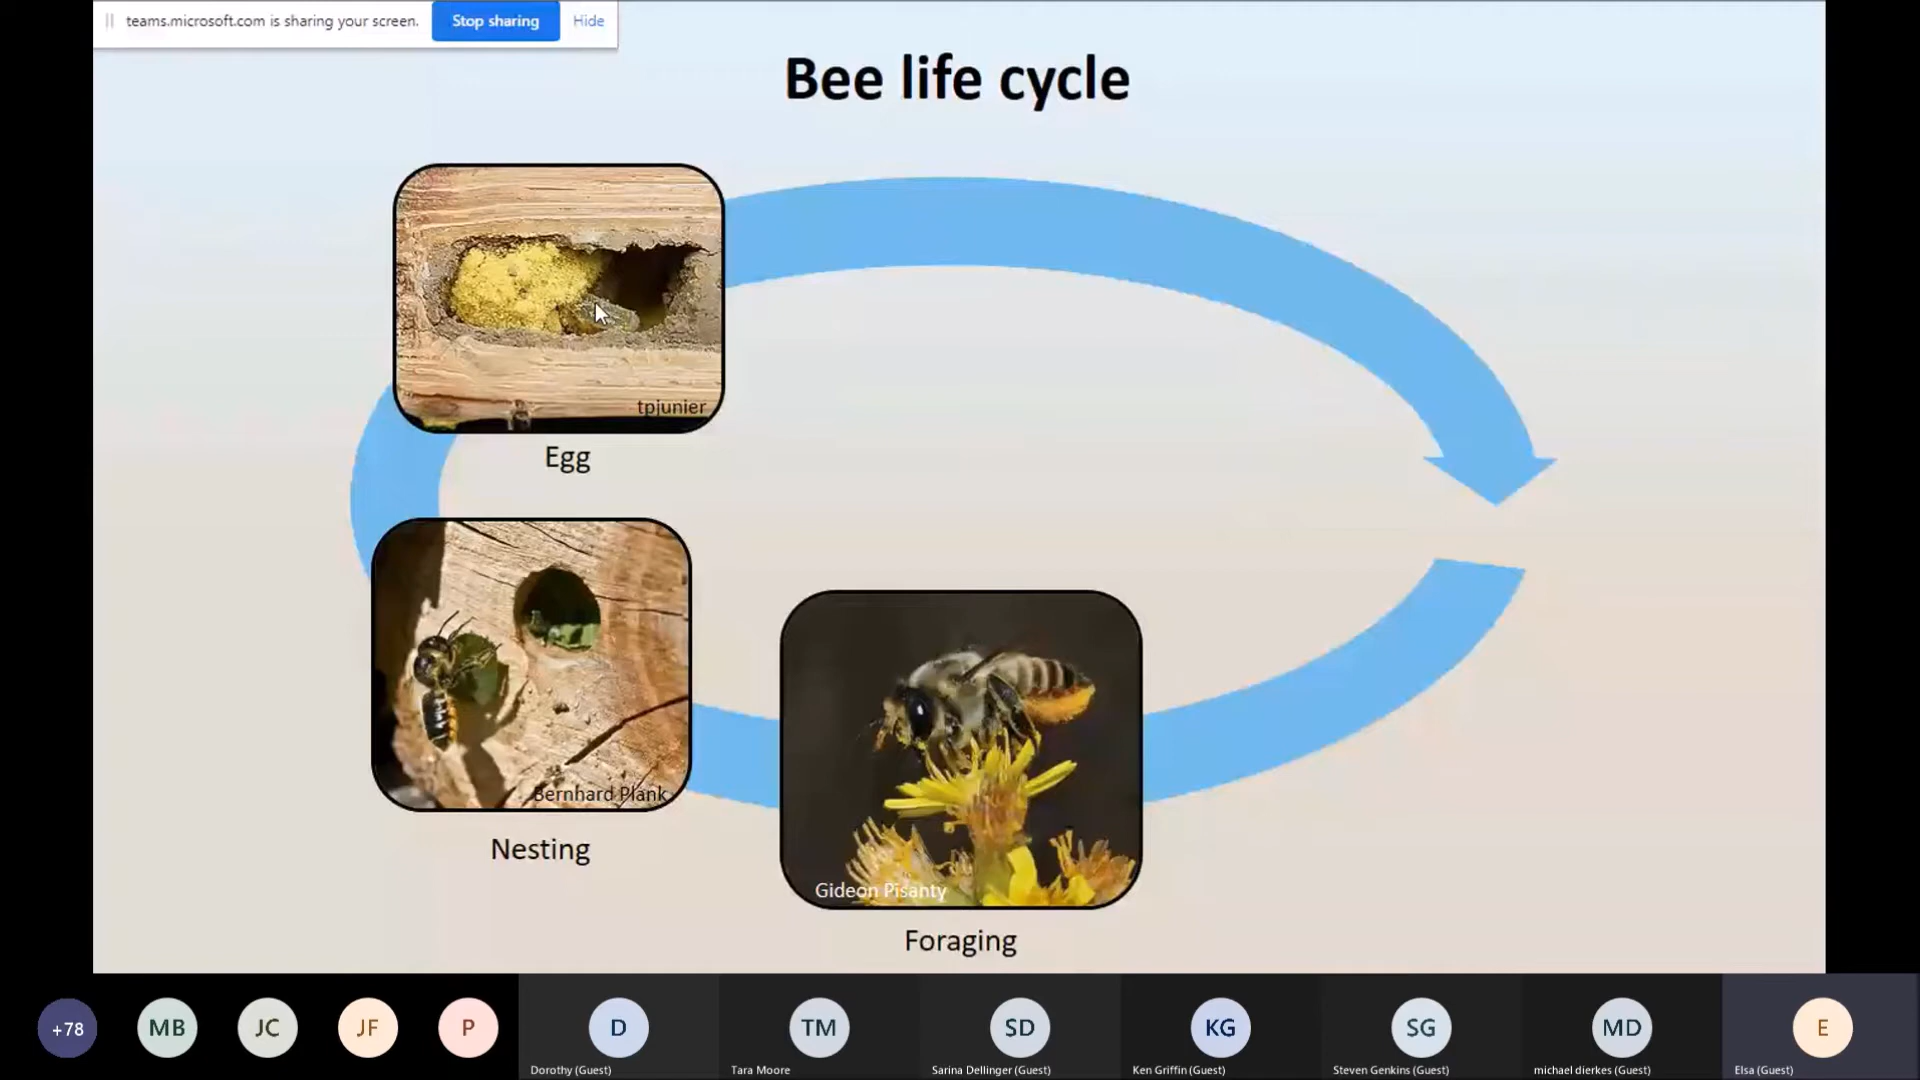 teams.microsoft.com is sharing your screen.
Stop sharing
Hide
Bee life cycle
tpjunier
Egg
Bernhard Plank
Nesting
Gideon Pisanty
Foraging
+78
MB
JC
JF
P
D
TM
SD
KG
SG
MD
E
Dorothy (Guest)
Tara Moore
Sarina Dellinger (Guest)
Ken Griffin (Guest)
Steven Genkins (Guest)
michael dierkes (Guest)
Elsa (Guest)